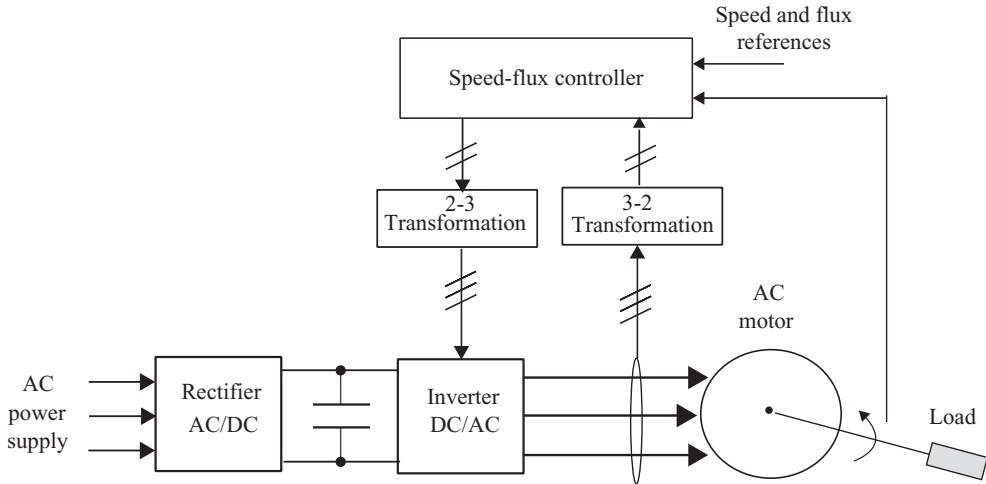 Speed and flux
references
Speed-flux controller
2-3
Transformation
3-2
Transformation
AC
motor
AC
power
supply
Rectifier
AC/DC
Inverter
DC/AC
Load